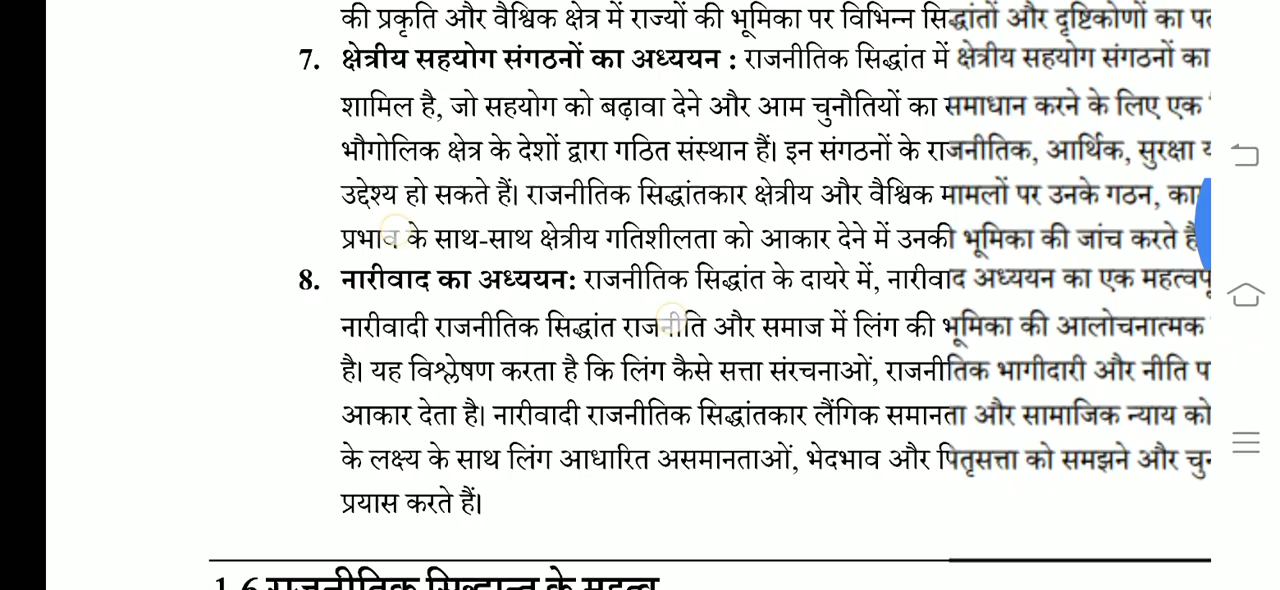 की प्रकृति और वैश्विक क्षेत्र में राज्यों की भूमिका पर विभिन्न सिद्धांतों और दृष्टिकोणों का
7. क्षेत्रीय सहयोग संगठनों का अध्ययन : राजनीतिक सिद्धांत में क्षेत्रीय सहयोग संगठनों का
शामिल है, जो सहयोग को बढ़ावा देने और आम चुनौतियों का समाधान करने के लिए एक
भौगोलिक क्षेत्र के देशों द्वारा गठित संस्थान हैं। इन संगठनों के राजनीतिक, आर्थिक, सुरक्षा
उद्देश्य हो सकते हैं। राजनीतिक सिद्धांतकार क्षेत्रीय और वैश्विक मामलों पर उनके गठन,
प्रभाव के साथ-साथ क्षेत्रीय गतिशीलता को आकार देने में उनकी भूमिका की जांच करते
8. नारीवाद का अध्ययन: राजनीतिक सिद्धांत के दायरे में, नारीवाद अध्ययन का एक
नारीवादी राजनीतिक सिद्धांत राजनीति और समाज में लिंग की भूमिका की आलोचनात्मक
है। यह विश्लेषण करता है कि लिंग कैसे सत्ता संरचनाओं, राजनीतिक भागीदारी और नीति
आकार देता है। नारीवादी राजनीतिक सिद्धांतकार लैंगिक समानता और सामाजिक न्याय को
के लक्ष्य के साथ लिंग आधारित असमानताओं, भेदभाव और पितृसत्ता को समझने और
प्रयास करते हैं।
1.6 राजनीतिक सिद्धान्त के महत्व